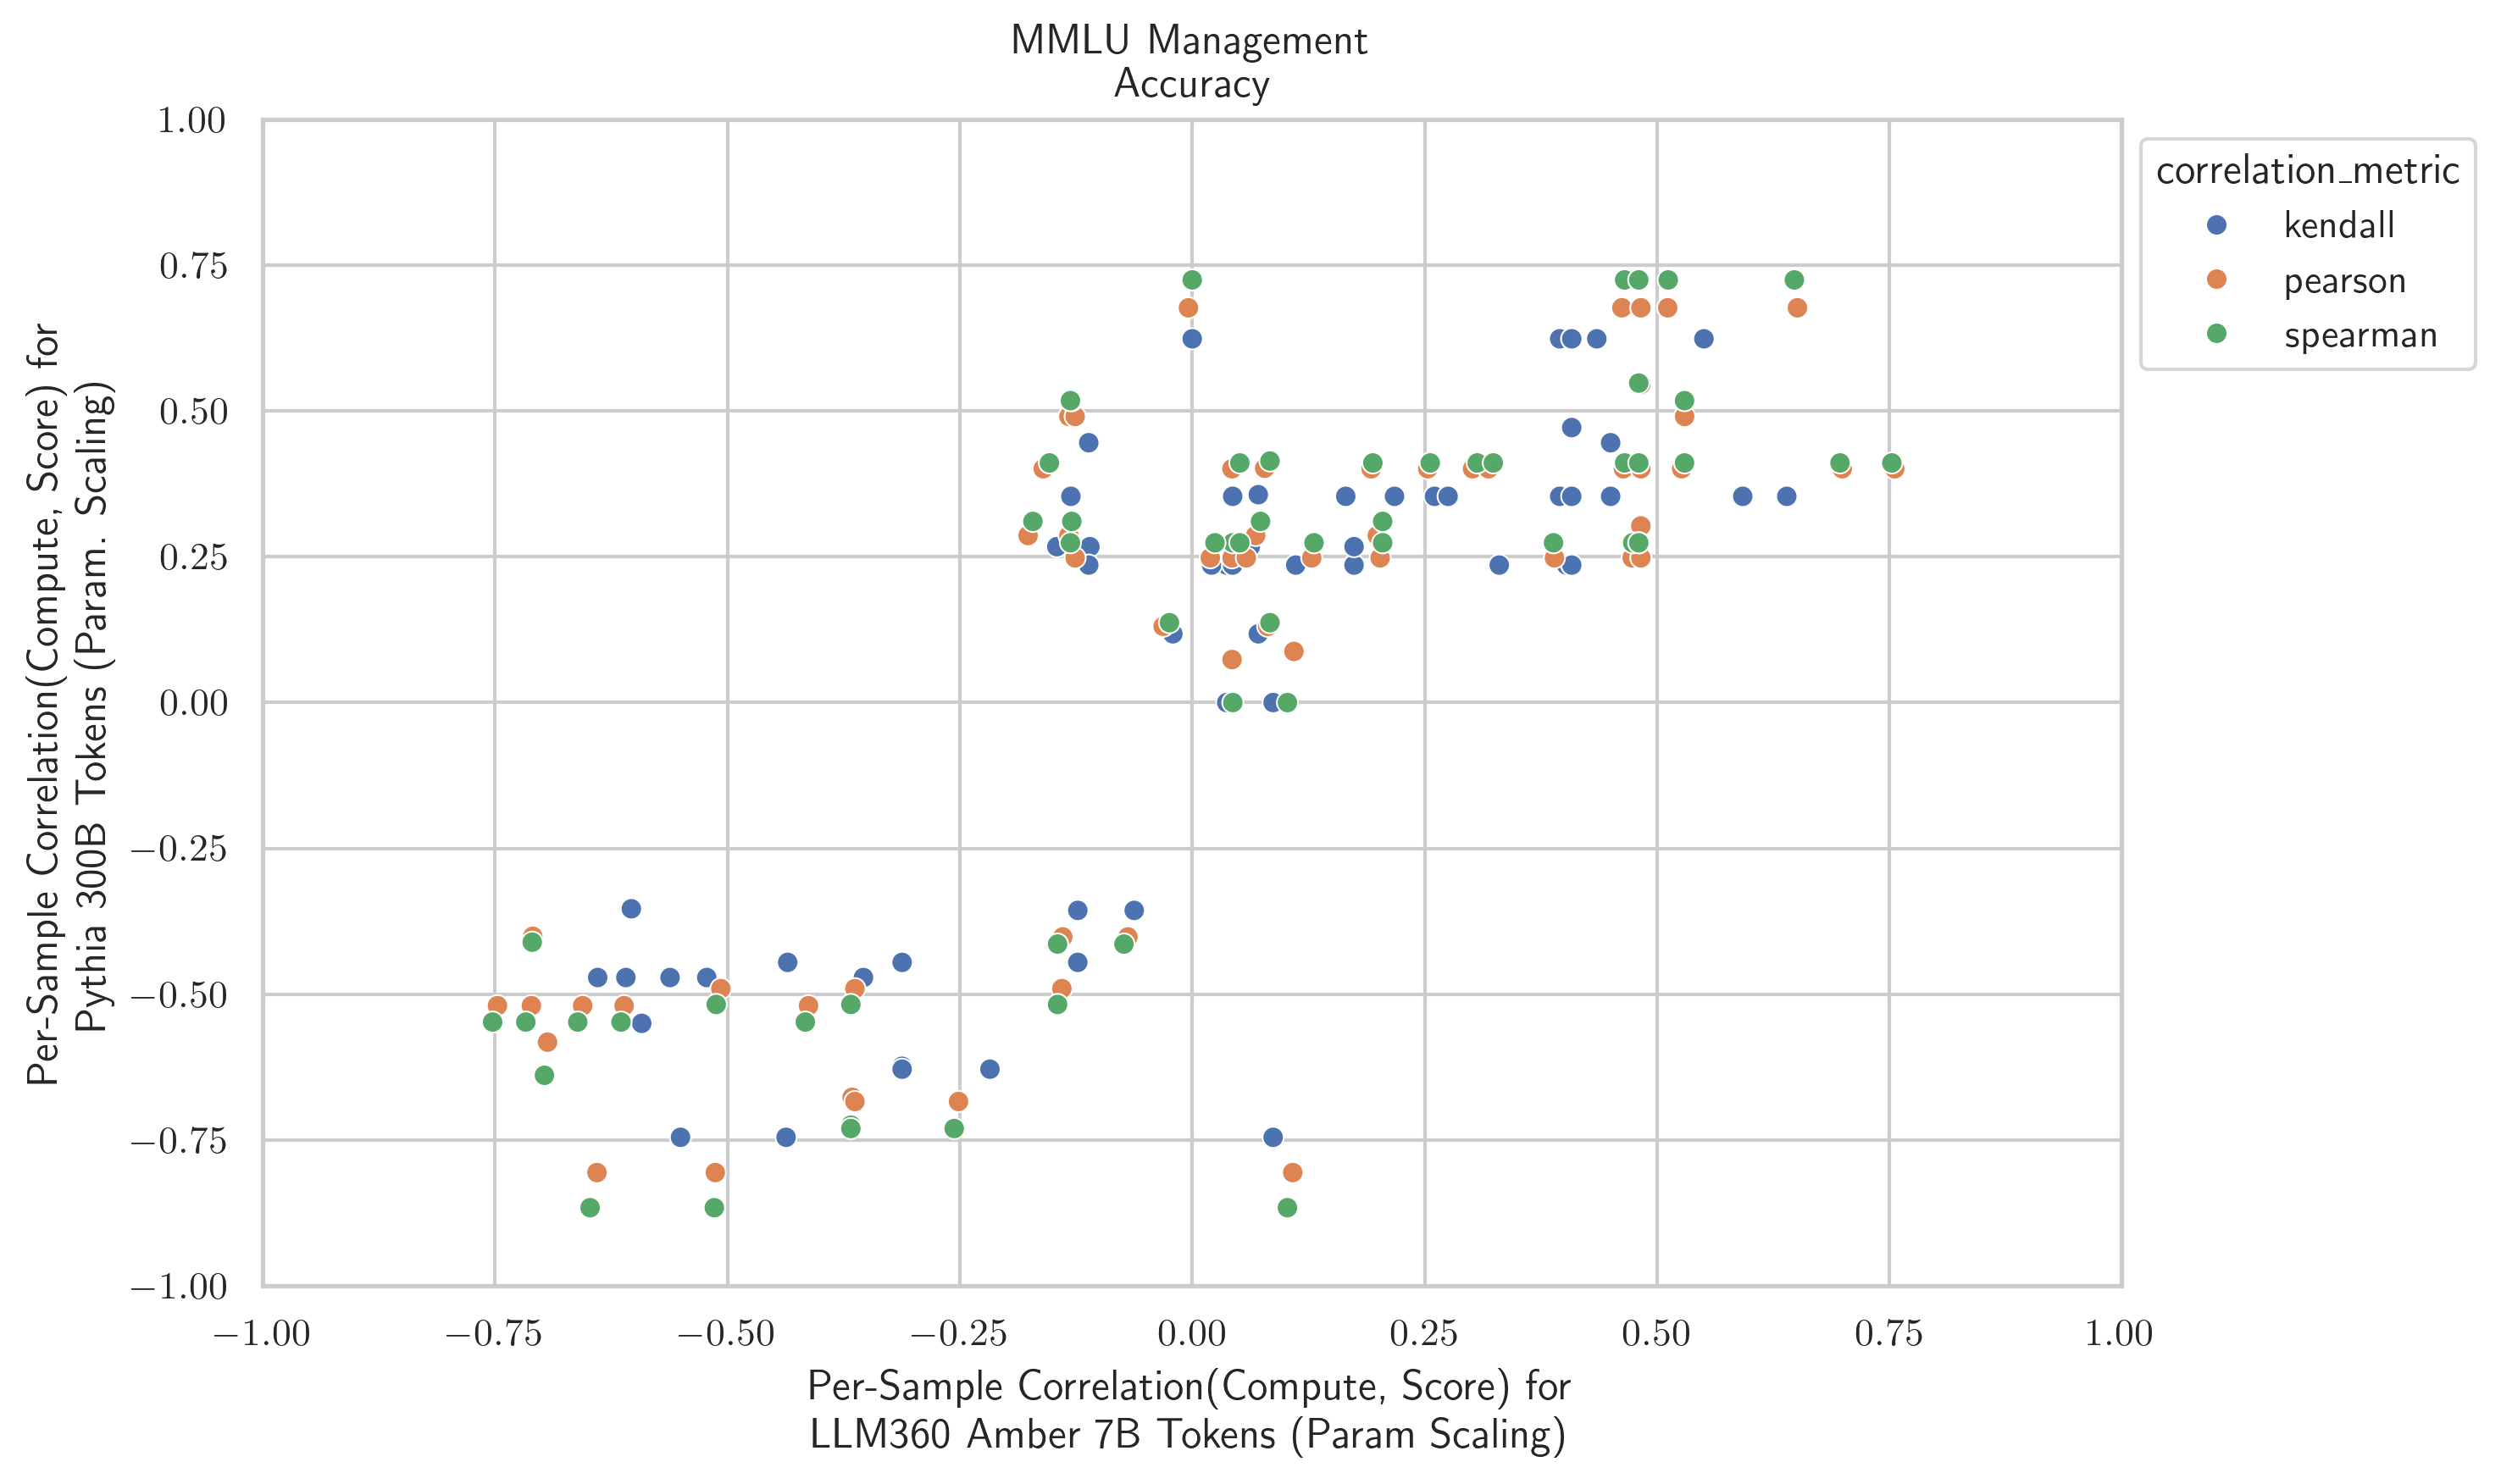 MMLU Management
Accuracy
Per-Sample Correlation(Compute, Score) for
Pythia 300B Tokens (Param. Scaling)
1.00
0.75
0.50
0.25
0.00
−0.25
−0.50
−0.75
−1.00
−1.00 −0.75 −0.50 −0.25 0.00 0.25 0.50 0.75 1.00
Per-Sample Correlation(Compute, Score) for
LLM360 Amber 7B Tokens (Param Scaling)
correlation_metric
kendall
pearson
spearman